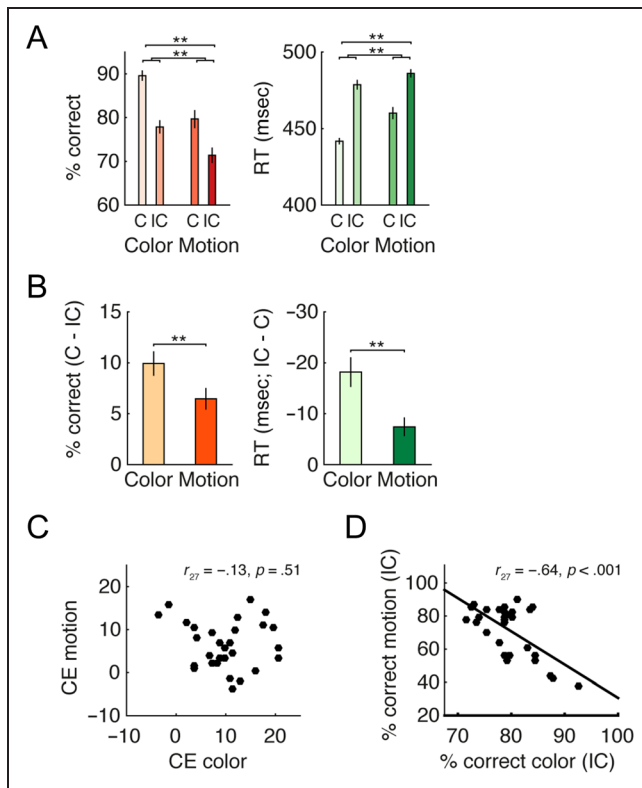 A
% correct
90
80
70
60
C IC C IC
Color Motion
**
**
RT (msec)
500
450
400
C IC C IC
Color Motion
**
**
B
% correct (C - IC)
15
10
5
0
Color Motion
**
RT (msec; IC - C)
−30
−20
−10
0
Color Motion
**
C
r27 = −.13, p = .51
CE motion
20
10
0
−10
−10 0 10 20
CE color
D
r27 = −.64, p < .001
% correct motion (IC)
100
80
60
40
20
70 80 90 100
% correct color (IC)